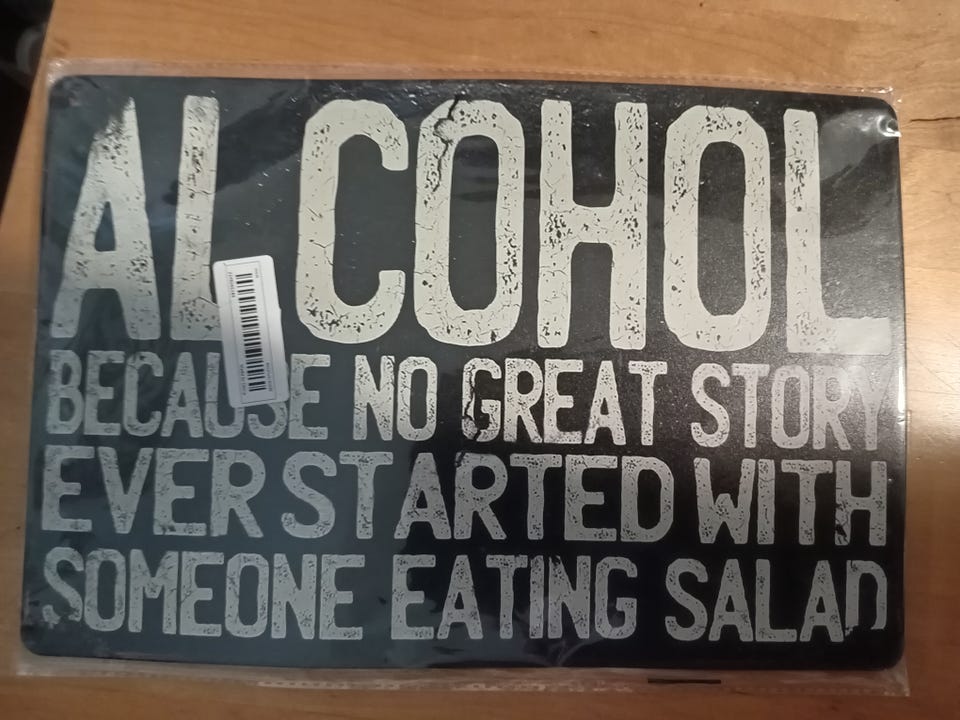 ALCOHOL
BECAUSE NO GREAT STORY
EVER STARTED WITH
SOMEONE EATING SALAD